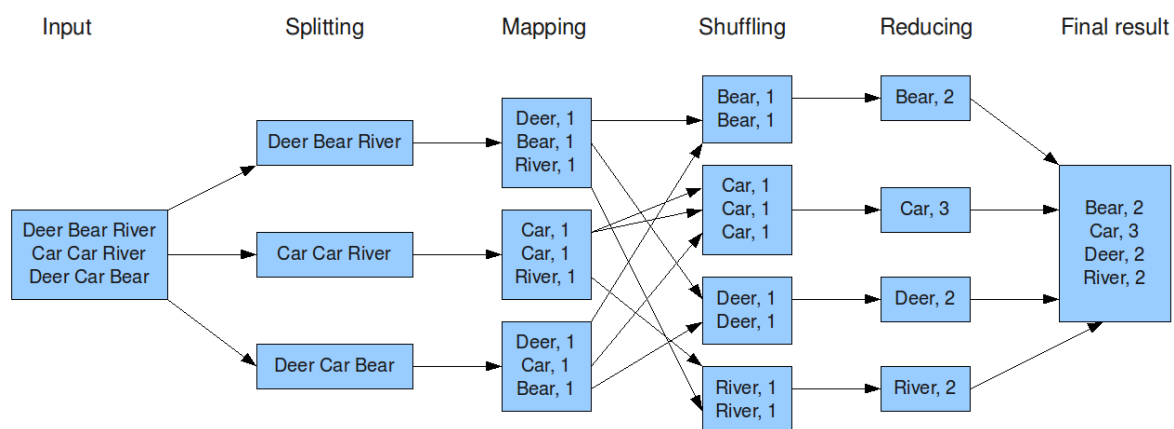 Input
Splitting
Mapping
Shuffling
Reducing
Final result
Deer Bear River
Car Car River
Deer Car Bear
Deer Bear River
Car Car River
Deer Car Bear
Deer, 1
Bear, 1
River, 1
Car, 1
Car, 1
River, 1
Deer, 1
Car, 1
Bear, 1
Bear, 1
Bear, 1
Car, 1
Car, 1
Car, 1
Deer, 1
Deer, 1
River, 1
River, 1
Bear, 2
Car, 3
Deer, 2
River, 2
Bear, 2
Car, 3
Deer, 2
River, 2